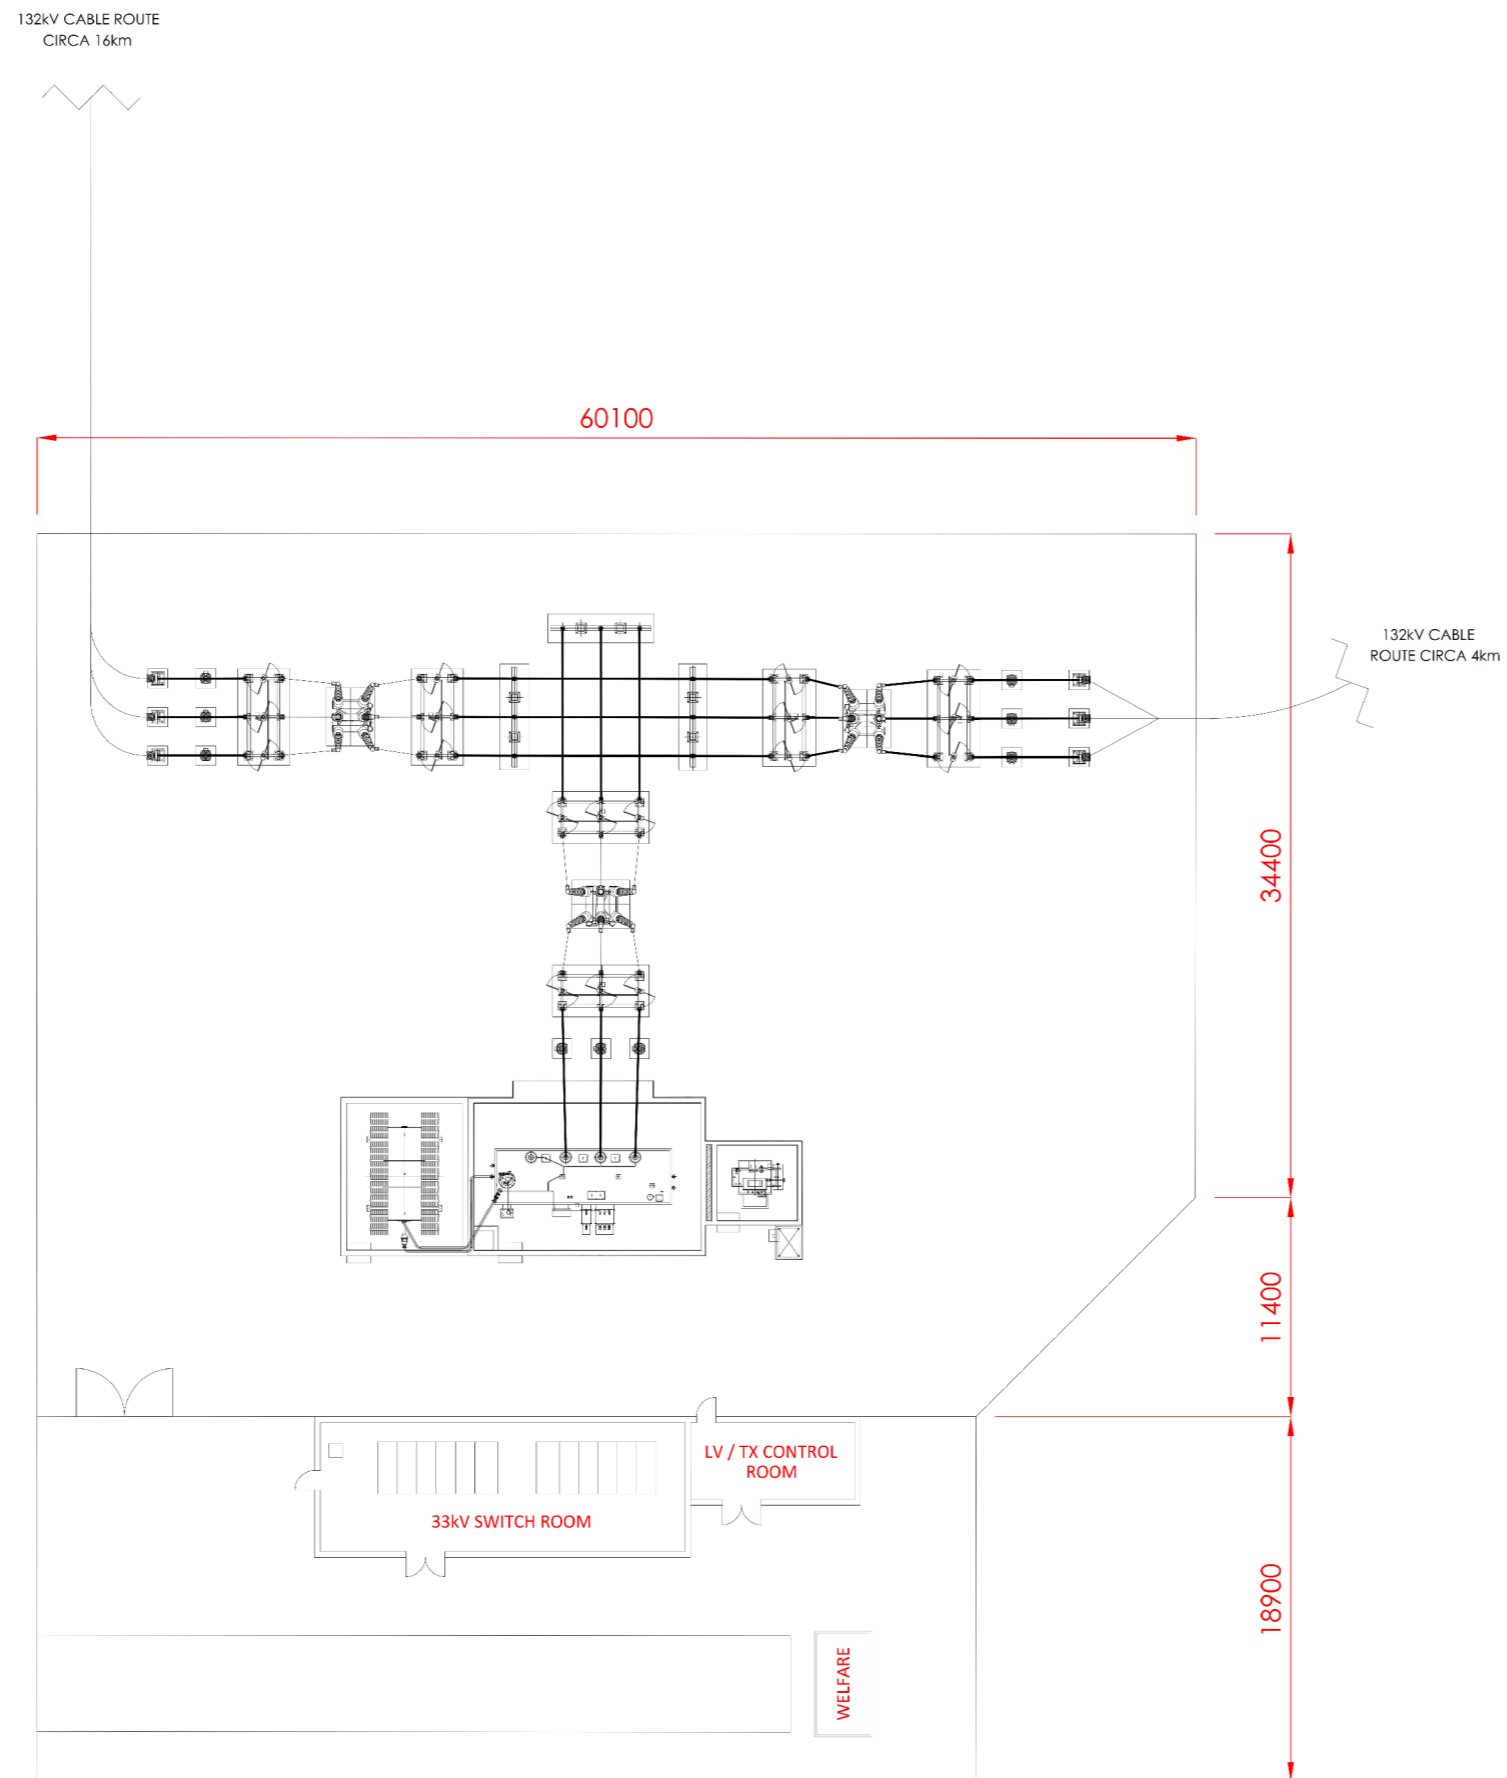 132kV CABLE ROUTE
CIRCA 16km
60100
132kV CABLE
ROUTE CIRCA 4km
34400
11400
LV / TX CONTROL
ROOM
33kV SWITCH ROOM
18900
WELFARE